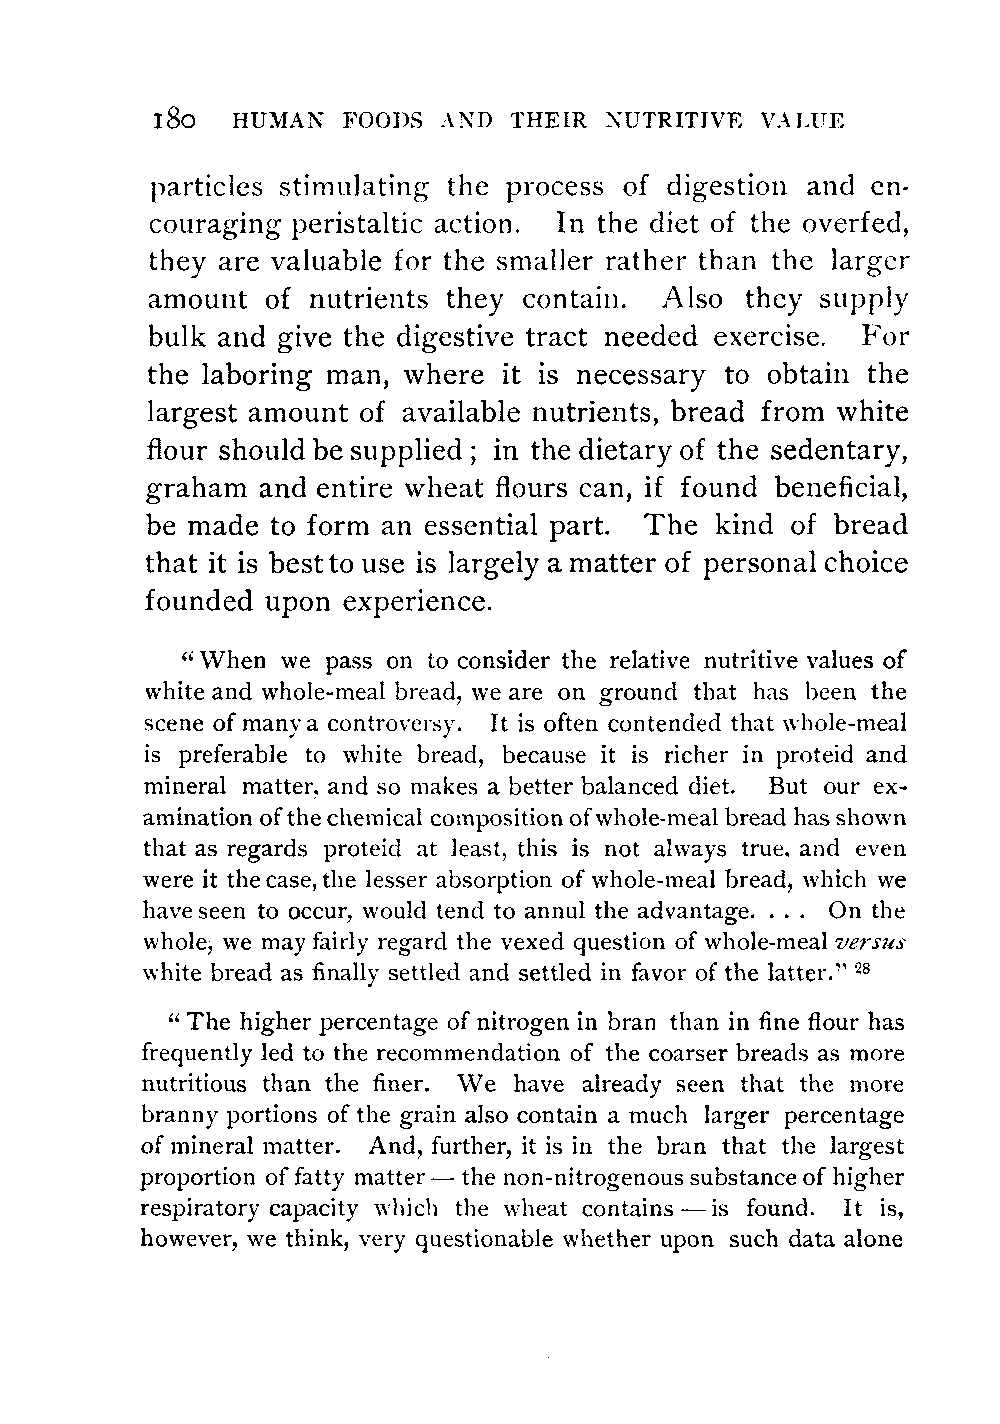 180 HUMAN FOODS AND THEIR NUTRITIVE VALUE
particles stimulating the process of digestion and en-
couraging peristaltic action. In the diet of the overfed,
they are valuable for the smaller rather than the larger
amount of nutrients they contain. Also they supply
bulk and give the digestive tract needed exercise. For
the laboring man, where it is necessary to obtain the
largest amount of available nutrients, bread from white
flour should be supplied; in the dietary of the sedentary,
graham and entire wheat flours can, if found beneficial,
be made to form an essential part. The kind of bread
that it is best to use is largely a matter of personal choice
founded upon experience.
"When we pass on to consider the relative nutritive values of
white and whole-meal bread, we are on ground that has been the
scene of many a controversy. It is often contended that whole-meal
is preferable to white bread, because it is richer in proteid and
mineral matter, and so makes a better balanced diet. But our ex-
amination of the chemical composition of whole-meal bread has shown
that as regards proteid at least, this is not always true, and even
were it the case, the lesser absorption of whole-meal bread, which we
have seen to occur, would tend to annul the advantage. . . . On the
whole, we may fairly regard the vexed question of whole-meal versus
white bread as finally settled and settled in favor of the latter." 28
"The higher percentage of nitrogen in bran than in fine flour has
frequently led to the recommendation of the coarser breads as more
nutritious than the finer. We have already seen that the more
branny portions of the grain also contain a much larger percentage
of mineral matter. And, further, it is in the bran that the largest
proportion of fatty matter — the non-nitrogenous substance of higher
respiratory capacity which the wheat contains — is found. It is,
however, we think, very questionable whether upon such data alone